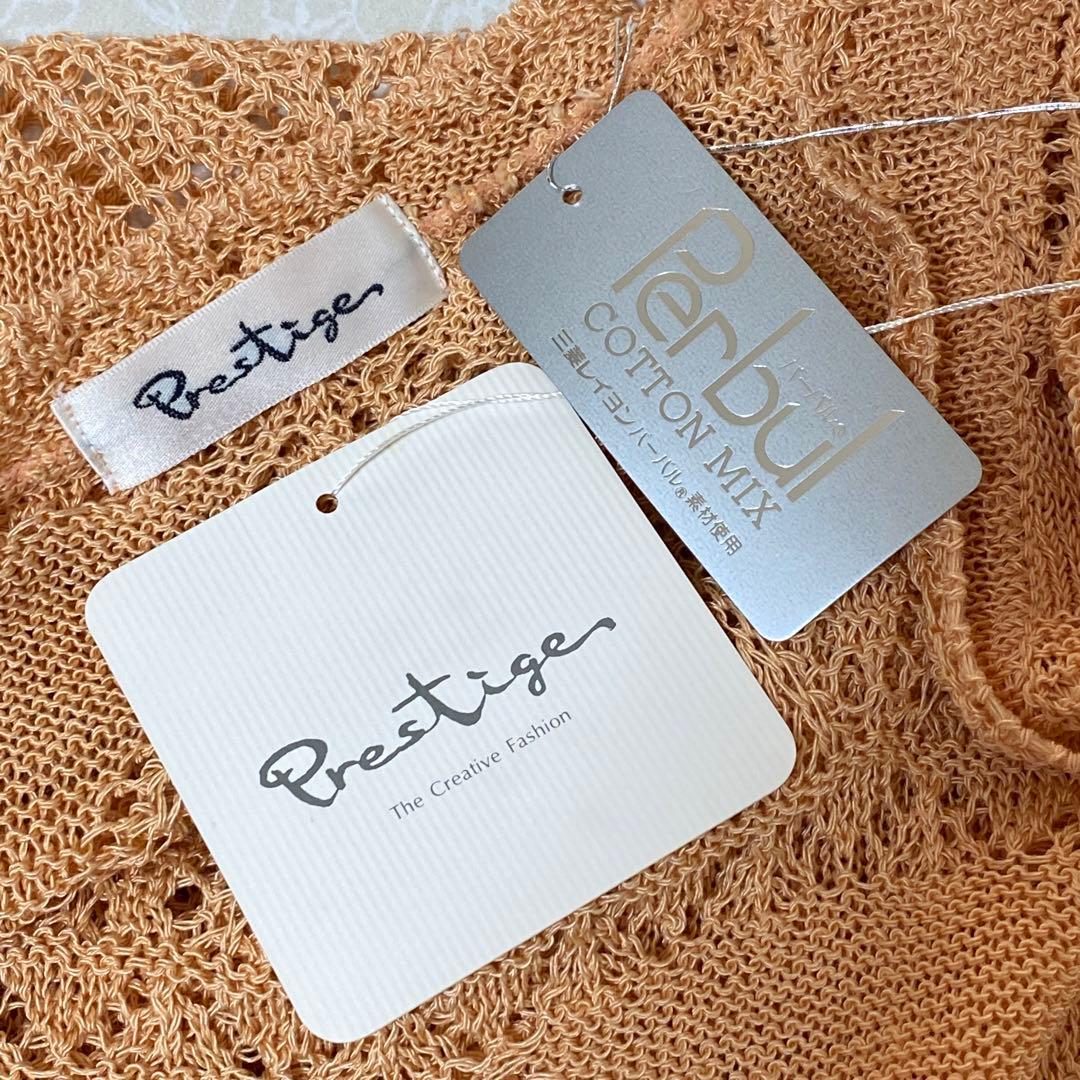 Prestige
Perbul
パーバル®
COTTON MIX
三菱レイヨンパーバル®素材使用
Prestige
The Creative Fashion